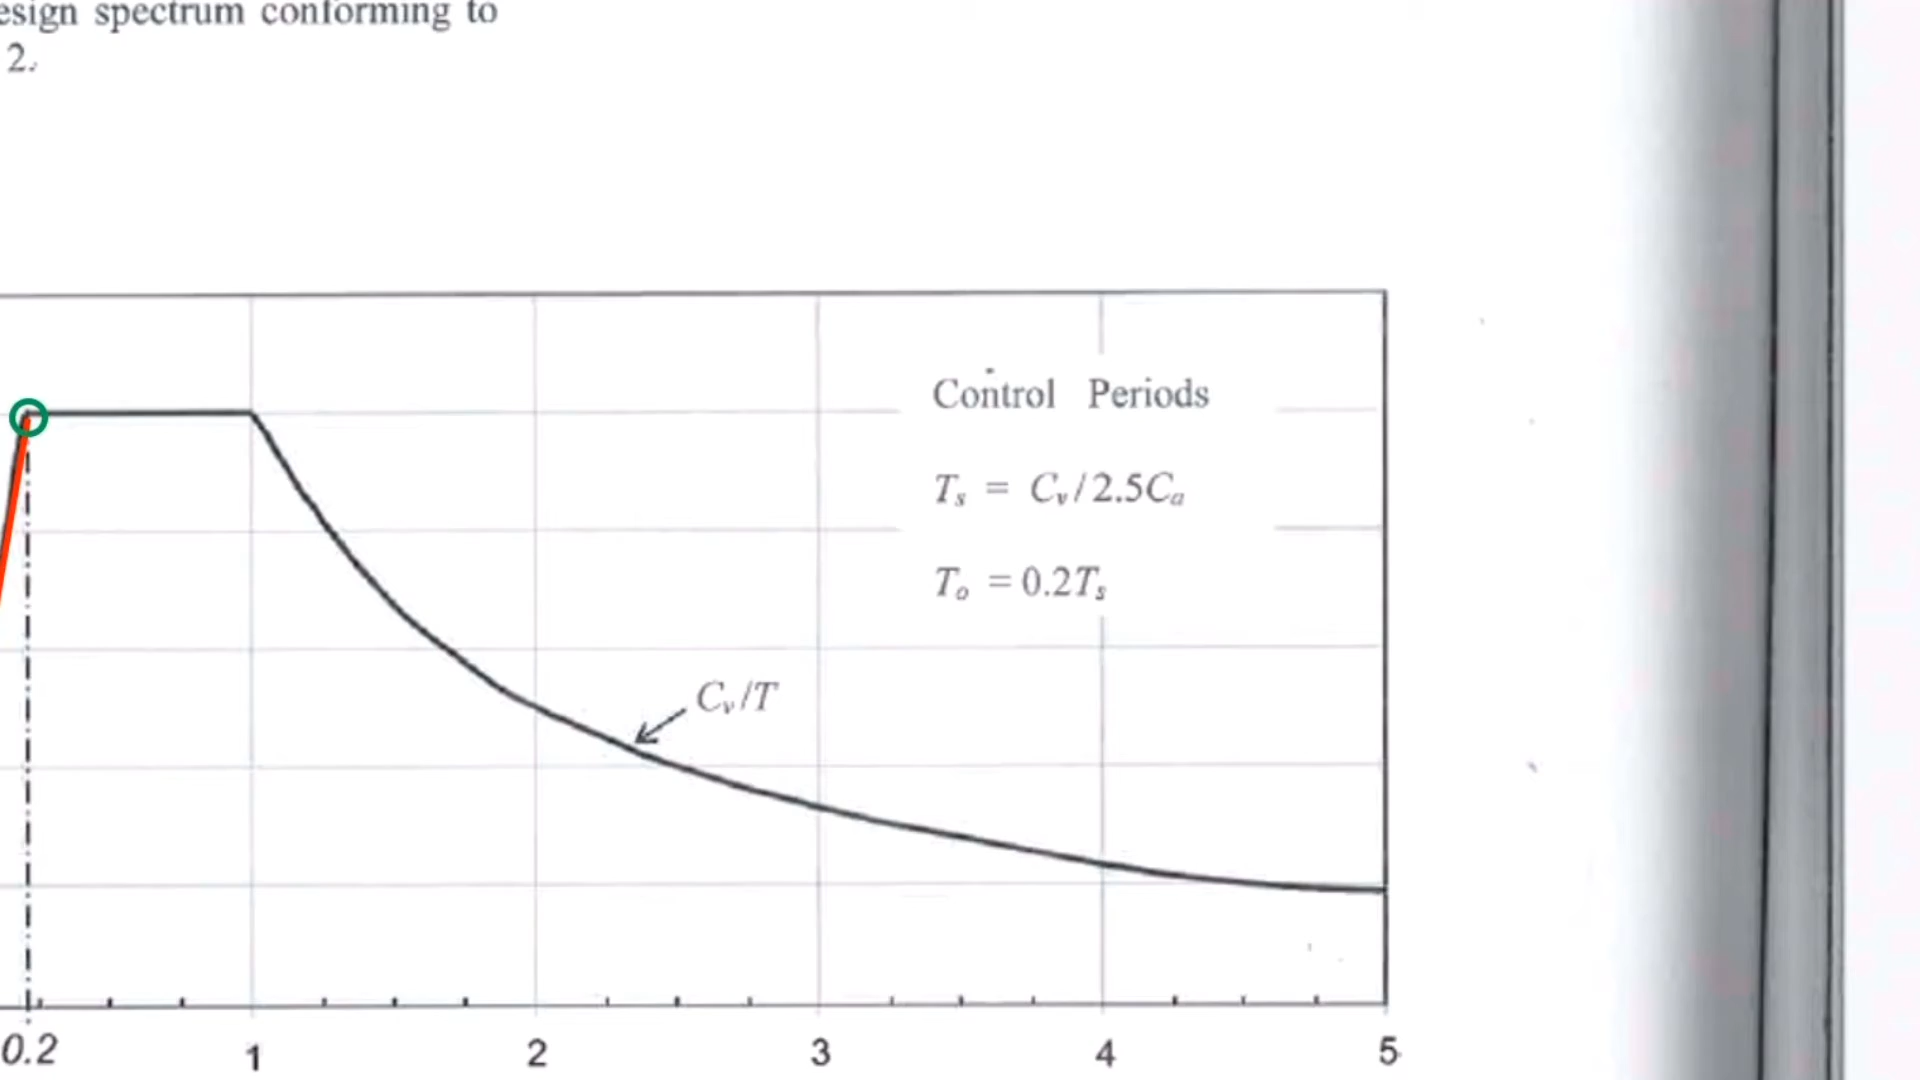 esign spectrum conforming to
2.
Control Periods
Tₛ = Cᵥ/2.5Cₐ
Tₒ = 0.2Tₛ
Cᵥ/T
0.2 1 2 3 4 5